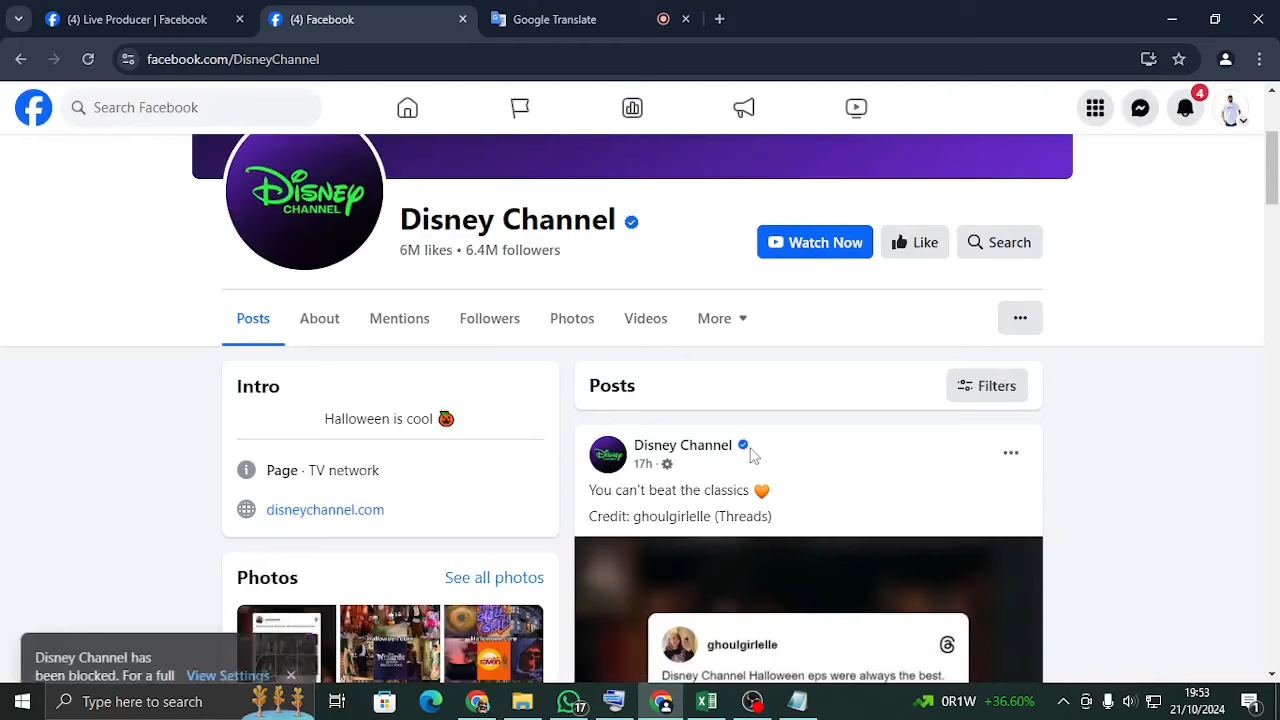 (4) Live Producer | Facebook
(4) Facebook
Google Translate
facebook.com/DisneyChannel
Search Facebook
4
DISNEY
CHANNEL
Disney Channel
6M likes • 6.4M followers
Watch Now
Like
Search
Posts
About
Mentions
Followers
Photos
Videos
More
Intro
Halloween is cool
Page · TV network
disneychannel.com
Photos
See all photos
Posts
Filters
Disney Channel
17h ·
You can't beat the classics 🧡
Credit: ghoulgirlelle (Threads)
ghoulgirlelle
Disney Channel Halloween eps were always the best.
Disney Channel has
been blocked. For a full
View Settings
Type here to search
17
0R1W
+36.60%
19:53
21/10/2024
1